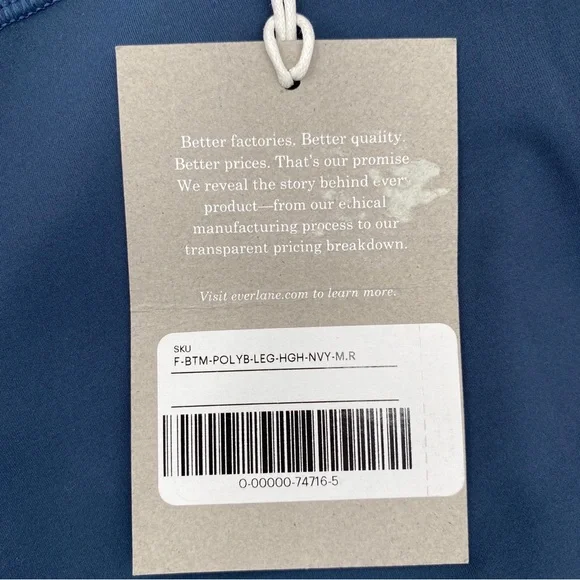 Better factories. Better quality.
Better prices. That's our promise
We reveal the story behind every
product—from our ethical
manufacturing process to our
transparent pricing breakdown.
Visit everlane.com to learn more.
SKU
F-BTM-POLYB-LEG-HGH-NVY-M.R
0-00000-74716-5